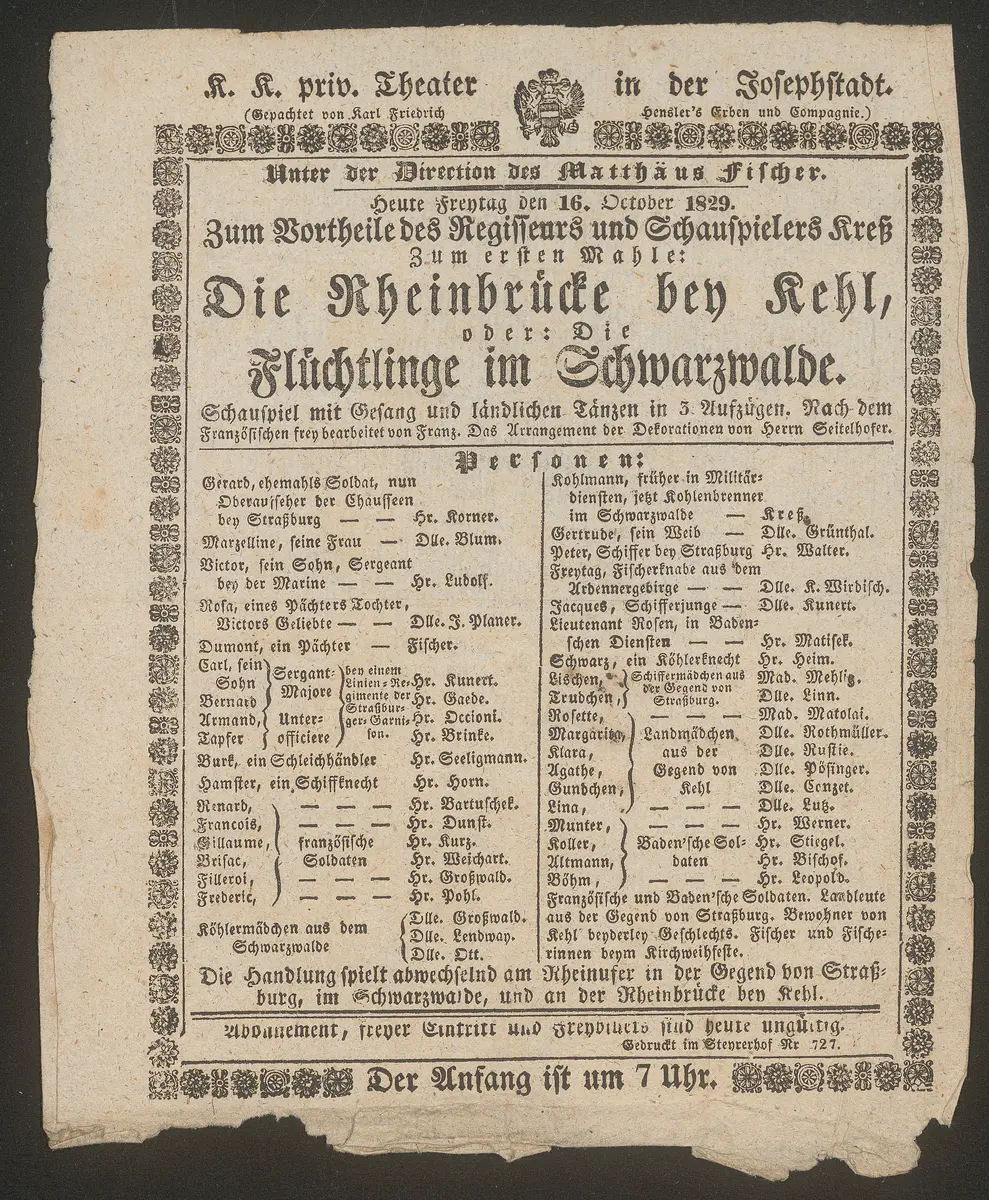 K. K. priv. Theater in der Josephstadt.
(Gepachtet von Karl Friedrich Hensler's Erben und Compagnie.)
Unter der Direction des Matthäus Fischer.
Heute Freytag den 16. October 1829.
Zum Vortheile des Regisseurs und Schauspielers Kreß
Zum ersten Mahle:
Die Rheinbrücke bey Kehl,
oder: Die
Flüchtlinge im Schwarzwalde.
Schauspiel mit Gesang und ländlichen Tänzen in 3 Aufzügen. Nach dem
Französischen frey bearbeitet von Franz. Das Arrangement der Dekorationen von Herrn Seitelhofer.
Personen:
Gerard, ehemahls Soldat, nun
Oberaufseher der Chausseen
bey Straßburg — — Hr. Korner.
Marzelline, seine Frau — Dlle. Blum.
Victor, sein Sohn, Sergeant
bey der Marine — — Hr. Ludolf.
Rosa, eines Pächters Tochter,
Victors Geliebte — — Dlle. J. Planer.
Dumont, ein Pächter — Fischer.
Carl, sein
Sohn Sergant- bey einem Hr. Kunert.
Bernard Majore Linien-Re- Hr. Gaede.
Armand, Unter- gimente der Hr. Occioni.
Tapfer officiere Straßbur- Hr. Brinke.
ger-Garni-
son.
Burk, ein Schleichhändler Hr. Seeligmann.
Hamster, ein Schiffknecht Hr. Horn.
Renard, — — — Hr. Bartuschek.
Francois, — — — Hr. Dunst.
Gillaume, französische Hr. Kurz.
Brisac, Soldaten Hr. Weichart.
Filleroi, — — — Hr. Großwald.
Frederic, — — — Hr. Pohl.
Köhlermädchen aus dem Dlle. Großwald.
Schwarzwalde Dlle. Lendway.
Dlle. Ott.
Kohlmann, früher in Militär-
diensten, jetzt Kohlenbrenner
im Schwarzwalde — Kreß.
Gertrude, sein Weib — Dlle. Grünthal.
Peter, Schiffer bey Straßburg Hr. Walter.
Freytag, Fischerknabe aus dem
Ardennergebirge — — Dlle. K. Wirdisch.
Jacques, Schifferjunge — Dlle. Kunert.
Lieutenant Rosen, in Baden-
schen Diensten — — Hr. Matisek.
Schwarz, ein Köhlerknecht Hr. Heim.
Lischen, Schiffermädchen aus Mad. Mehlig.
Trudchen, der Gegend von Dlle. Linn.
Straßburg.
Rosette, — — — Mad. Matolai.
Margarita, Landmädchen Dlle. Rothmüller.
Klara, aus der Dlle. Rustie.
Agathe, Gegend von Dlle. Pösinger.
Gundchen, Kehl Dlle. Conzet.
Lina, — — — Dlle. Lutz.
Munter, — — — Hr. Werner.
Koller, Baden'sche Sol- Hr. Stiegel.
Altmann, daten Hr. Bischof.
Böhm, — — — Hr. Leopold.
Französische und Baden'sche Soldaten. Landleute
aus der Gegend von Straßburg. Bewohner von
Kehl beyderley Geschlechts. Fischer und Fische-
rinnen beym Kirchweihfeste.
Die Handlung spielt abwechselnd am Rheinufer in der Gegend von Straß-
burg, im Schwarzwalde, und an der Rheinbrücke bey Kehl.
Abonnement, freyer Eintritt und Freybillets sind heute ungültig.
Gedruckt im Steyrerhof Nr 727.
Der Anfang ist um 7 Uhr.